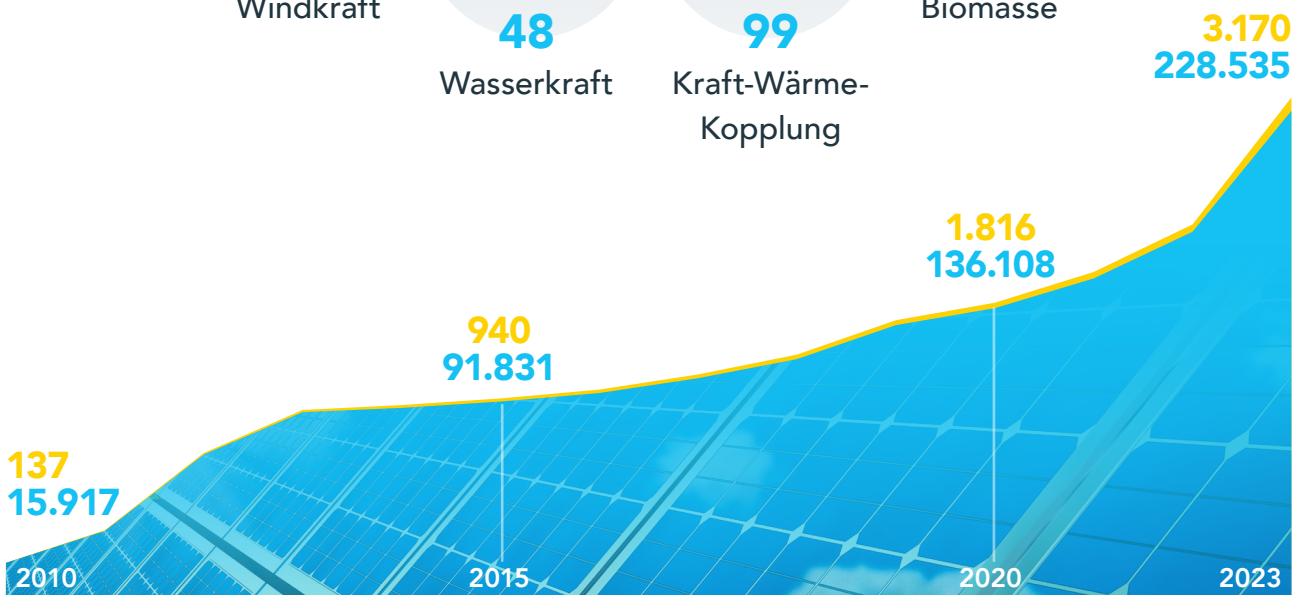 Windkraft
Biomasse
48
99
Wasserkraft
Kraft-Wärme-
Kopplung
3.170
228.535
1.816
136.108
940
91.831
137
15.917
2010
2015
2020
2023